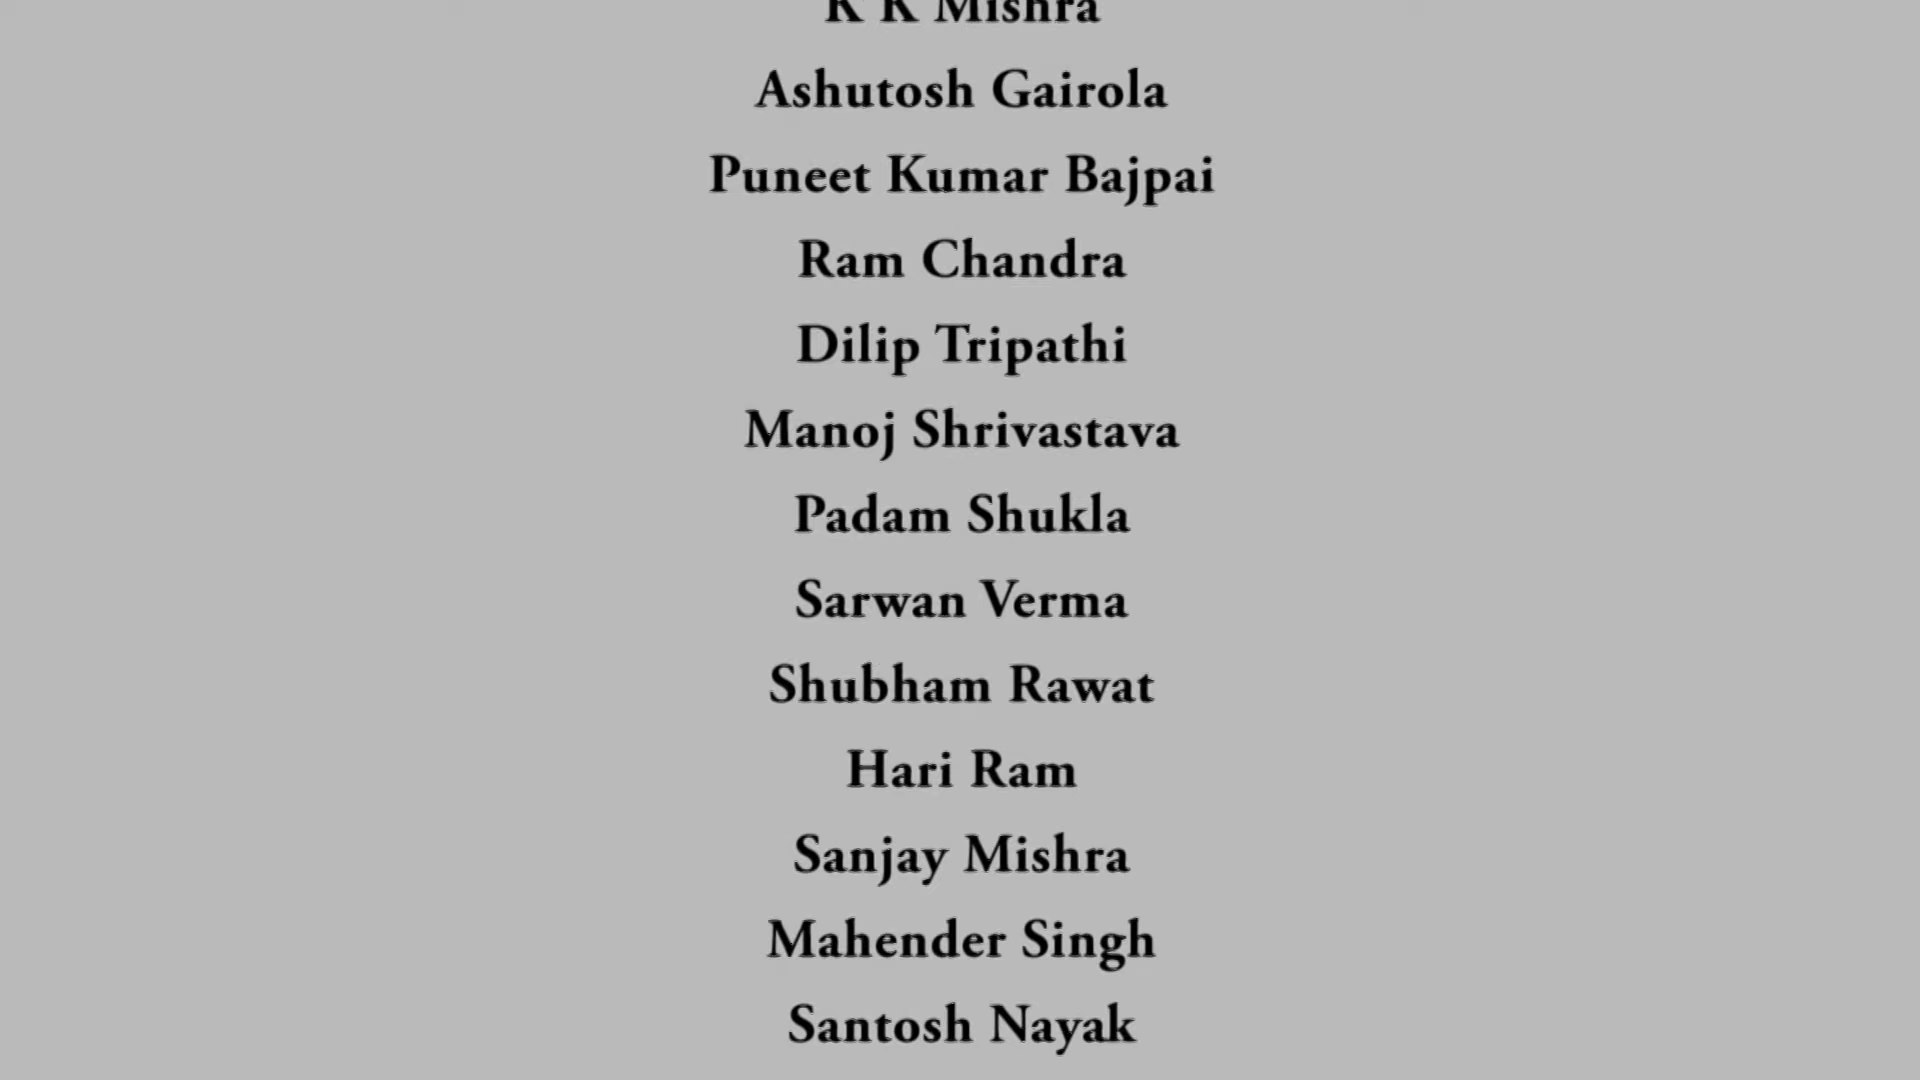 K K Mishra
Ashutosh Gairola
Puneet Kumar Bajpai
Ram Chandra
Dilip Tripathi
Manoj Shrivastava
Padam Shukla
Sarwan Verma
Shubham Rawat
Hari Ram
Sanjay Mishra
Mahender Singh
Santosh Nayak